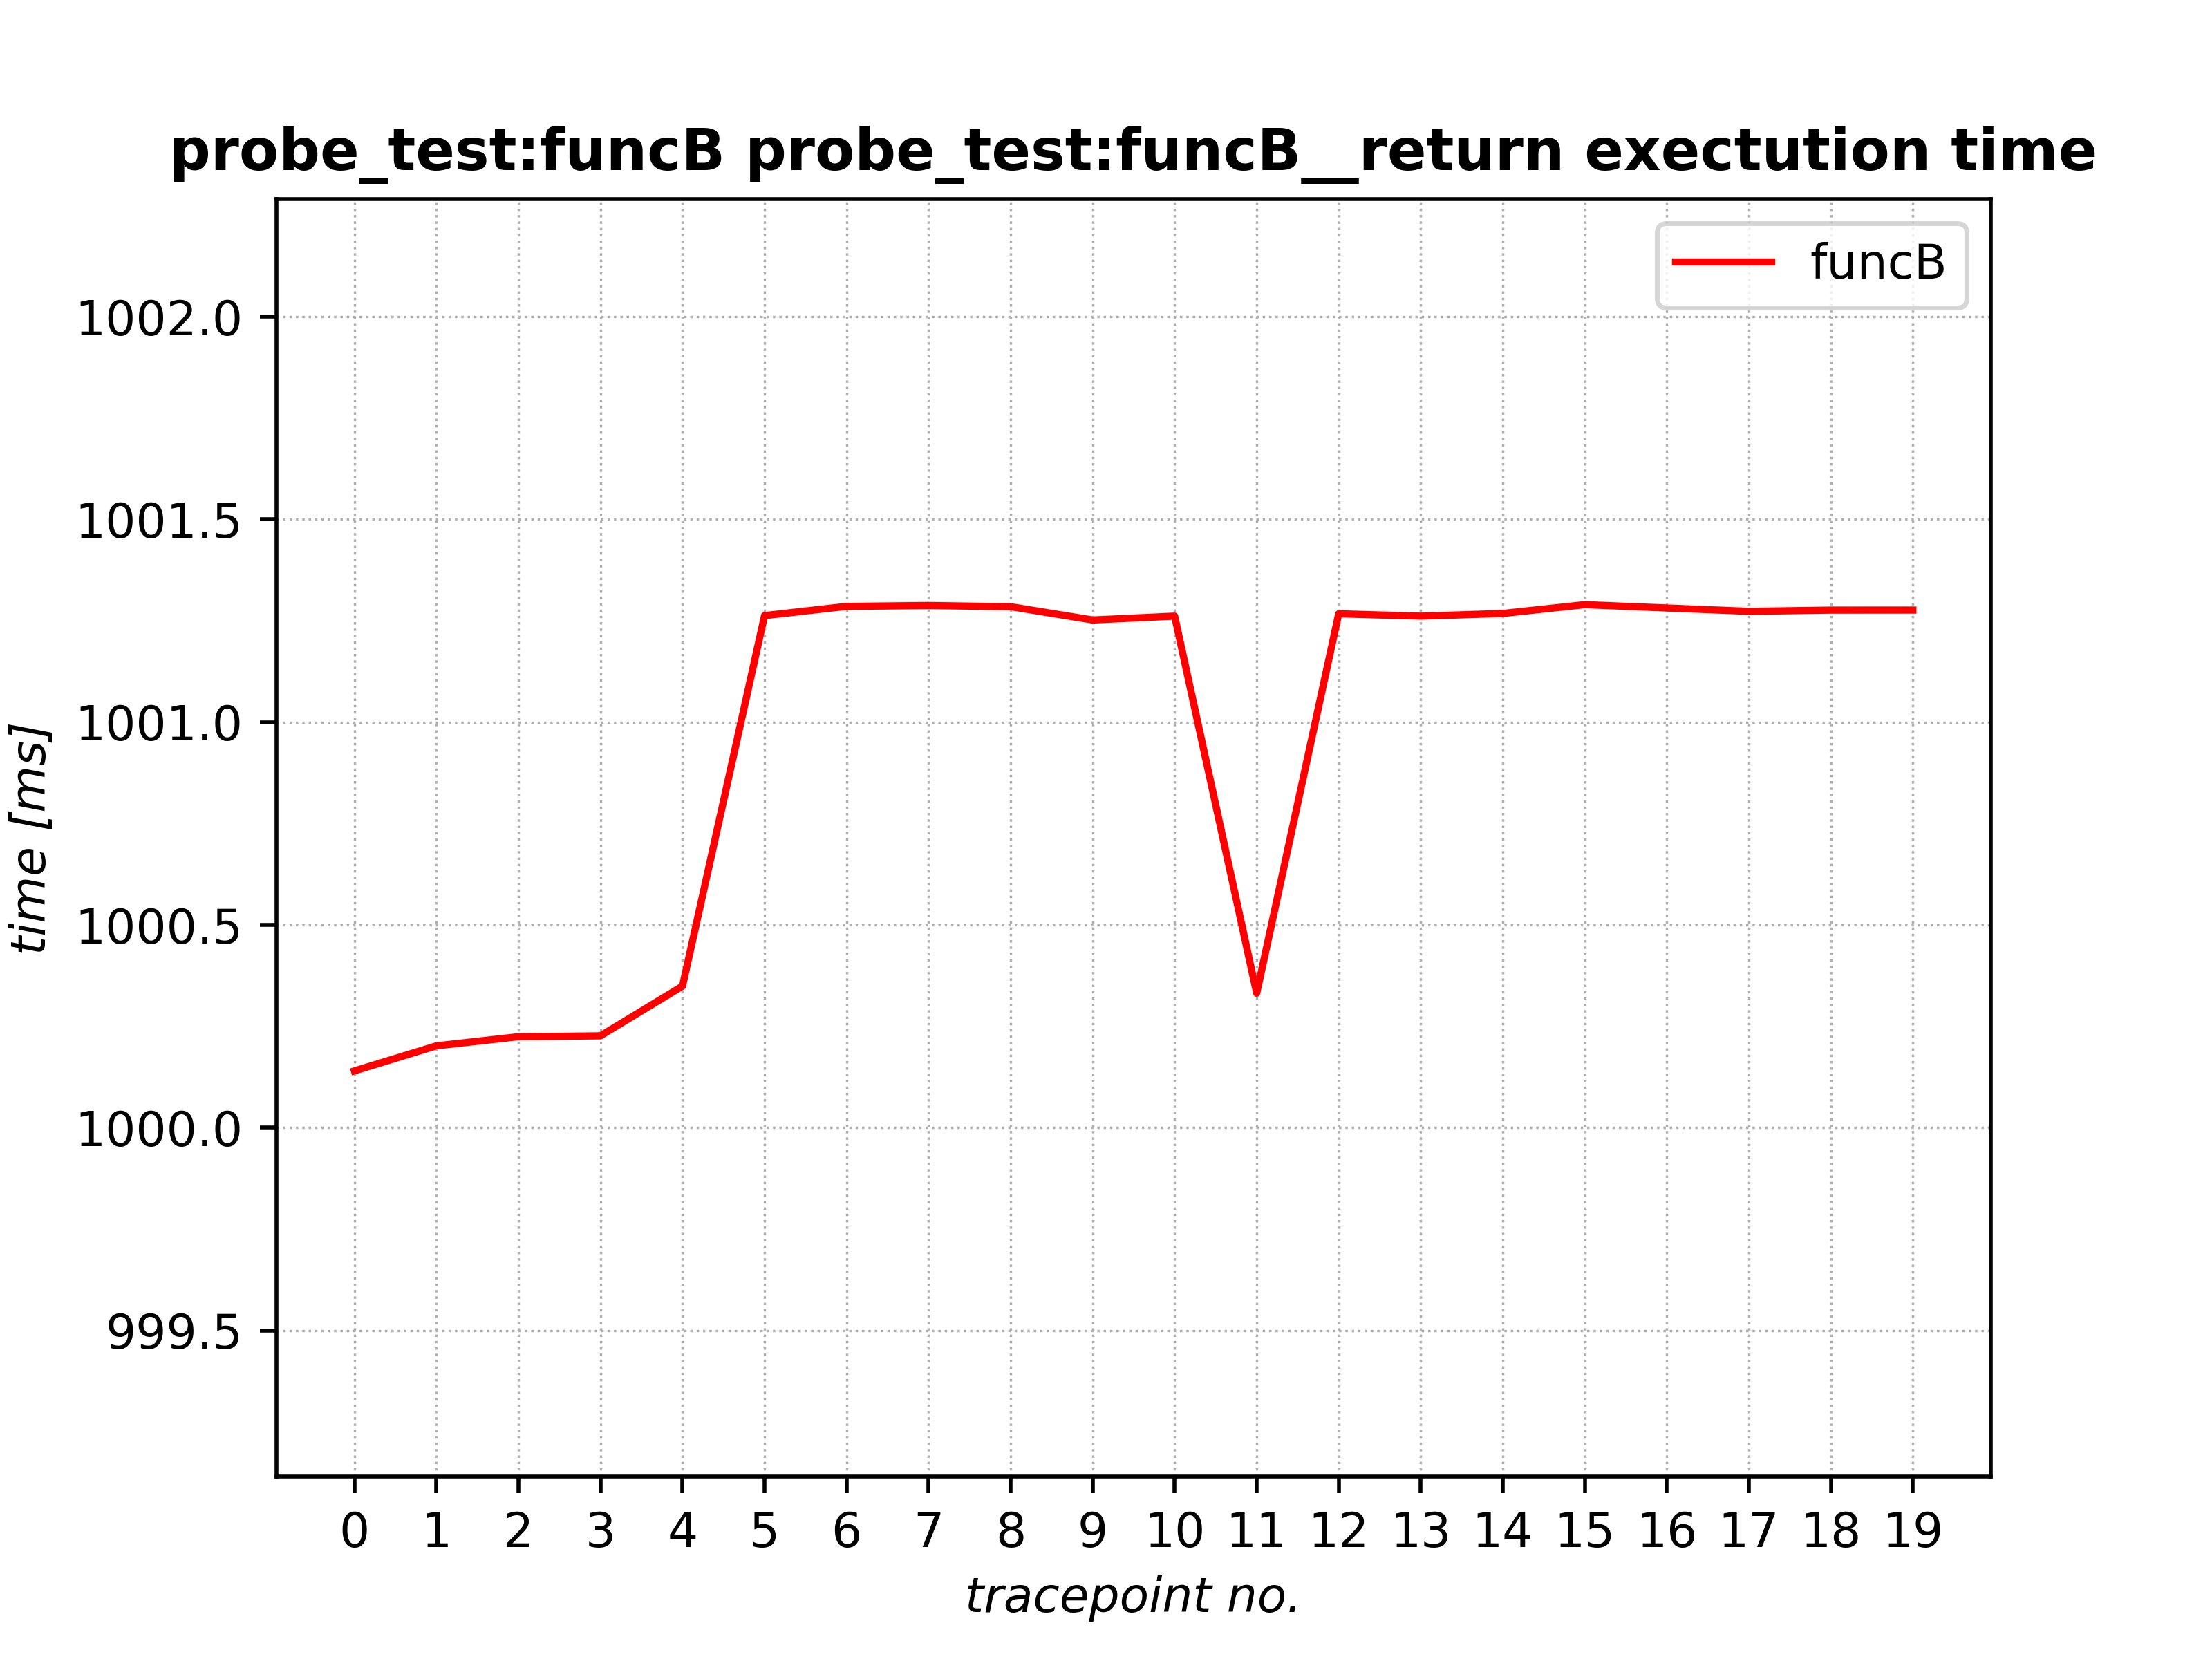 probe_test:funcB probe_test:funcB__return exectution time
funcB
1002.0
1001.5
1001.0
1000.5
1000.0
999.5
time [ms]
0 1 2 3 4 5 6 7 8 9 10 11 12 13 14 15 16 17 18 19
tracepoint no.